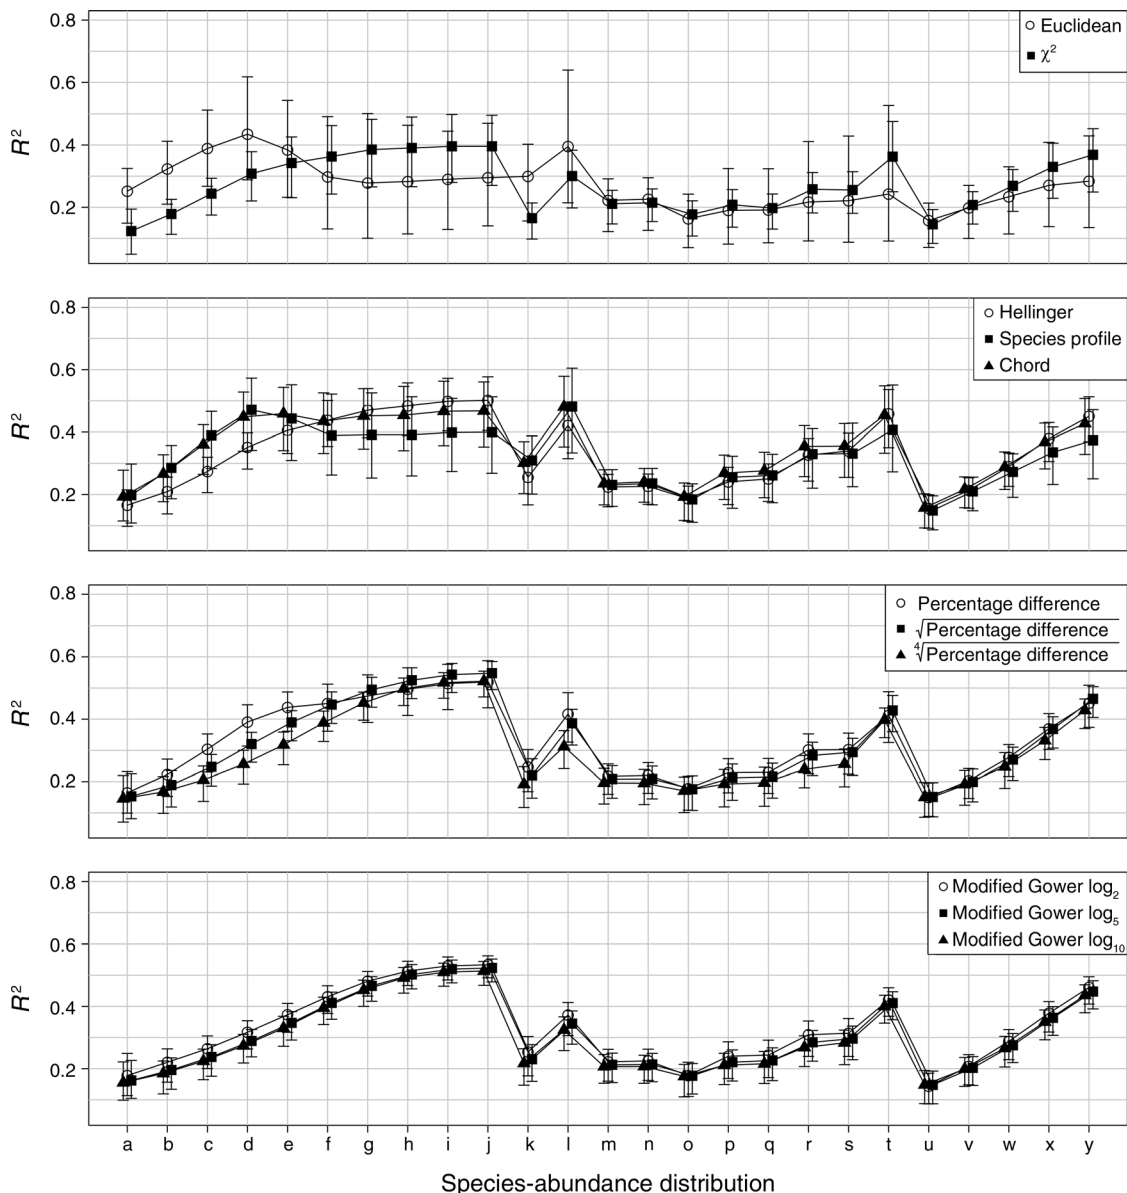 0.8
0.6
0.4
0.2
R²
Euclidean
χ²
0.8
0.6
0.4
0.2
R²
Hellinger
Species profile
Chord
0.8
0.6
0.4
0.2
R²
Percentage difference
√Percentage difference
⁴√Percentage difference
0.8
0.6
0.4
0.2
R²
Modified Gower log₂
Modified Gower log₅
Modified Gower log₁₀
a b c d e f g h i j k l m n o p q r s t u v w x y
Species-abundance distribution